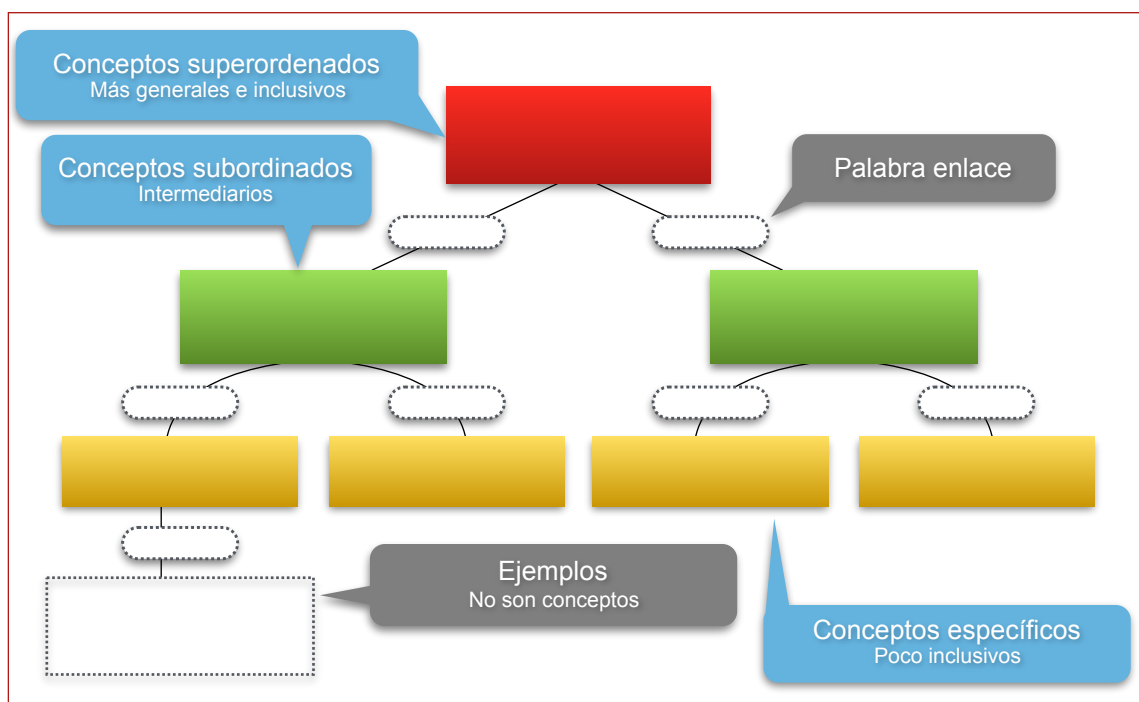 Conceptos superordenados
Más generales e inclusivos
Conceptos subordinados
Intermediarios
Palabra enlace
Ejemplos
No son conceptos
Conceptos específicos
Poco inclusivos